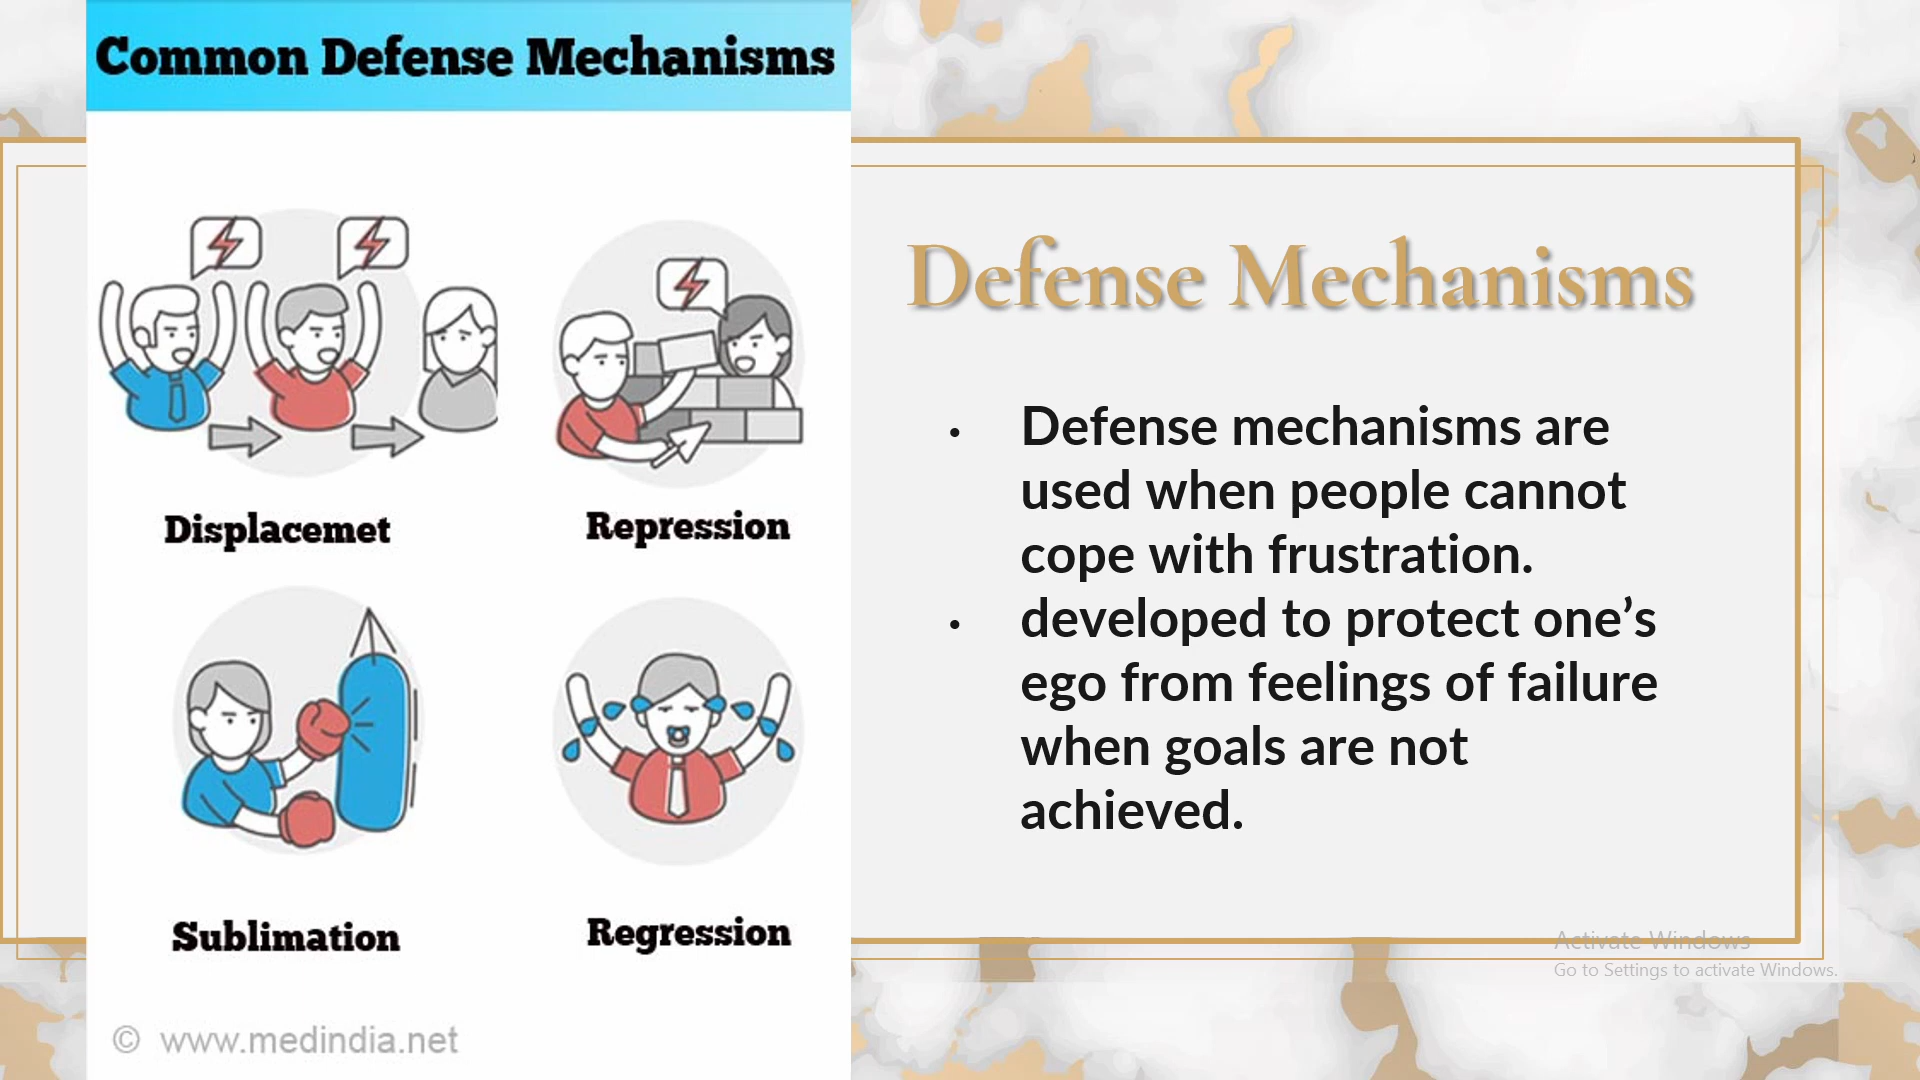 Common Defense Mechanisms
Displacemet
Repression
Sublimation
Regression
© www.medindia.net
Defense Mechanisms
• Defense mechanisms are
used when people cannot
cope with frustration.
• developed to protect one’s
ego from feelings of failure
when goals are not
achieved.
Activate Windows
Go to Settings to activate Windows.